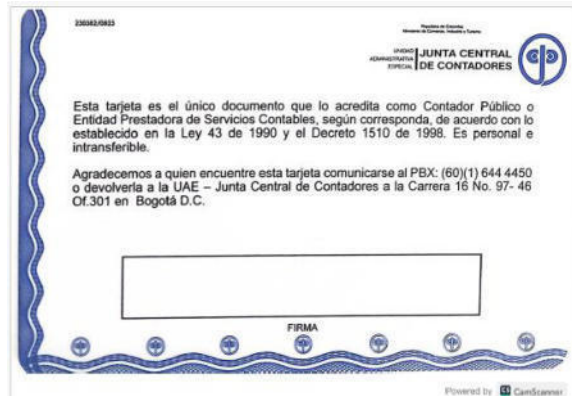 230362/0823
República de Colombia
Ministerio de Comercio, Industria y Turismo
UNIDAD
ADMINISTRATIVA
ESPECIAL
JUNTA CENTRAL
DE CONTADORES
Esta tarjeta es el único documento que lo acredita como Contador Público o
Entidad Prestadora de Servicios Contables, según corresponda, de acuerdo con lo
establecido en la Ley 43 de 1990 y el Decreto 1510 de 1998. Es personal e
intransferible.
Agradecemos a quien encuentre esta tarjeta comunicarse al PBX: (60)(1) 644 4450
o devolverla a la UAE – Junta Central de Contadores a la Carrera 16 No. 97- 46
Of.301 en Bogotá D.C.
FIRMA
Powered by CamScanner